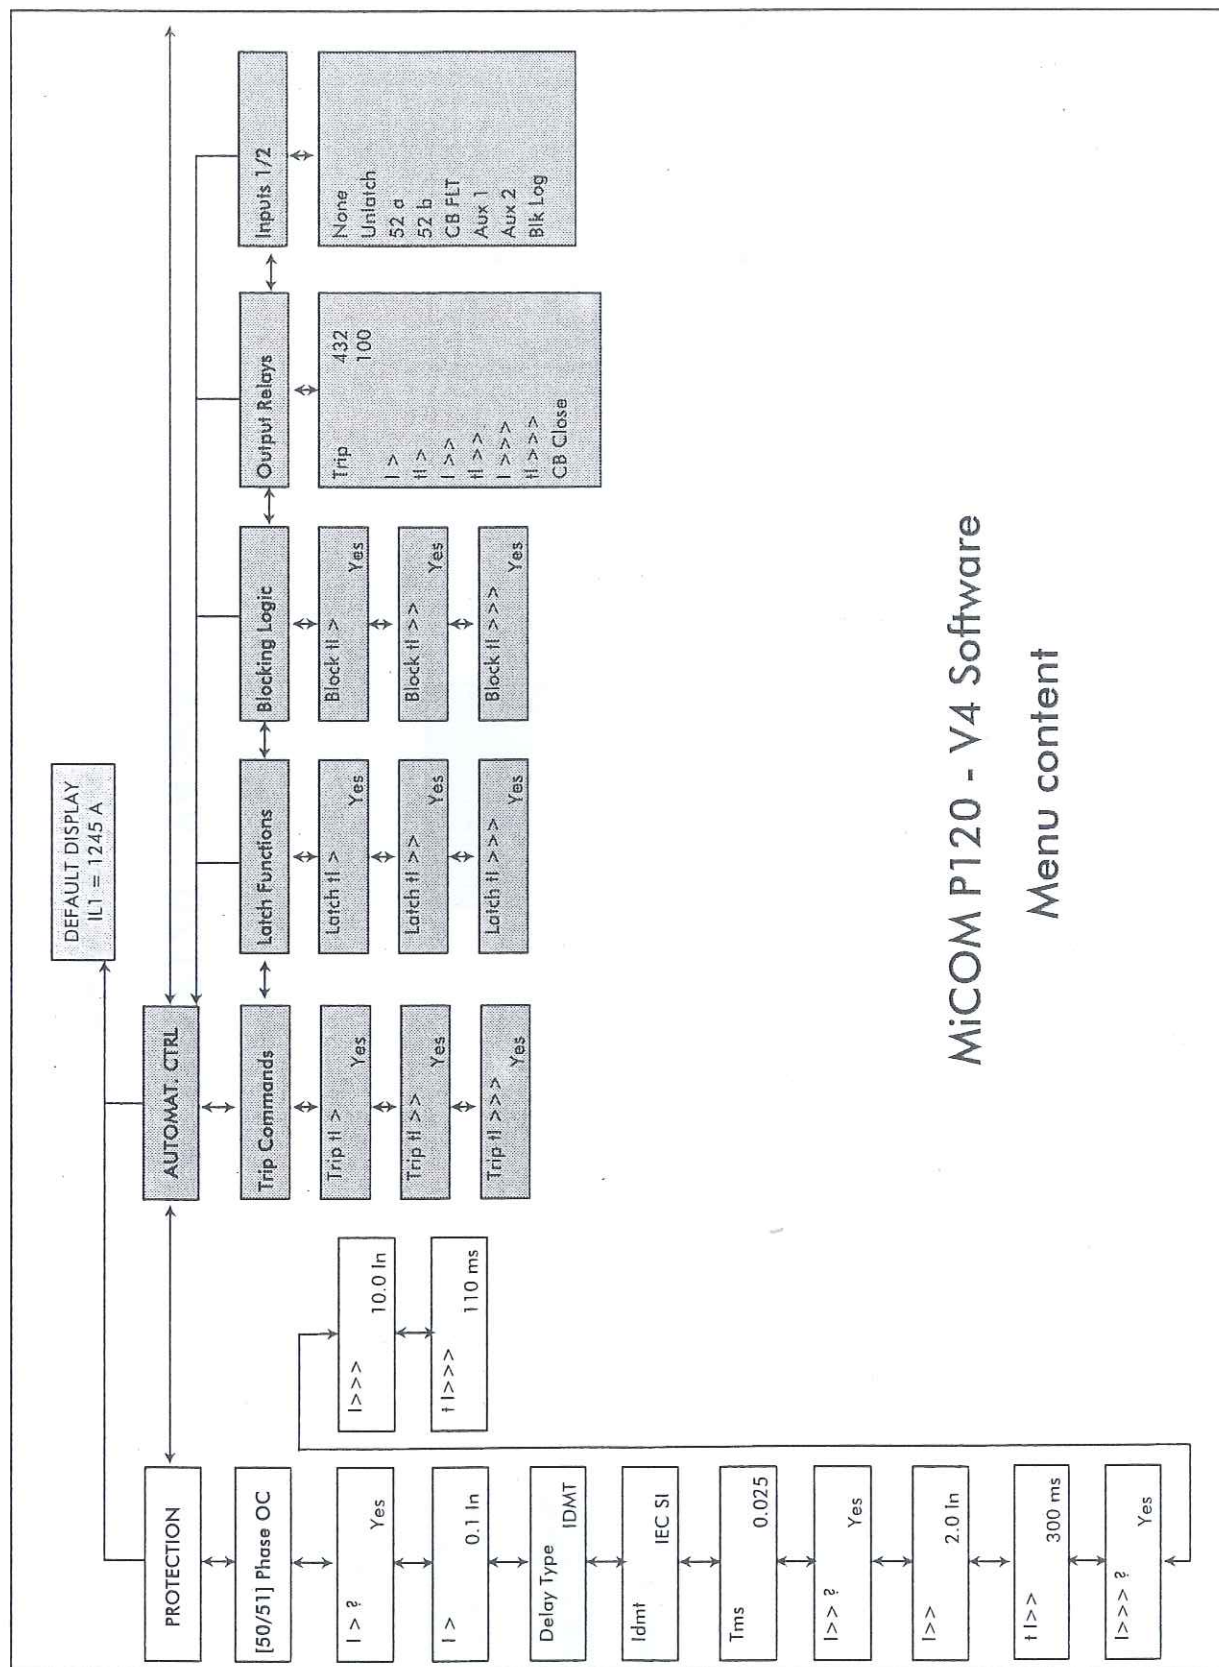 DEFAULT DISPLAY
IL1 = 1245 A
PROTECTION
[50/51] Phase OC
I > ?
Yes
I >
0.1 In
Delay Type
IDMT
Idmt
IEC SI
Tms
0.025
I>> ?
Yes
I>>
2.0 In
t I>>
300 ms
I>>> ?
Yes
I>>>
10.0 In
t I>>>
110 ms
AUTOMAT. CTRL
Trip Commands
Trip tI >
Yes
Trip tI >>
Yes
Trip tI >>>
Yes
Latch Functions
Latch tI >
Yes
Latch tI >>
Yes
Latch tI >>>
Yes
Blocking Logic
Block tI >
Yes
Block tI >>
Yes
Block tI >>>
Yes
Output Relays
Trip 432
100
I >
tI >
I >>
tI >>
I >>>
tI >>>
CB Close
Inputs 1/2
None
Unlatch
52 a
52 b
CB FLT
Aux 1
Aux 2
Blk Log
MiCOM P120 - V4 Software
Menu content